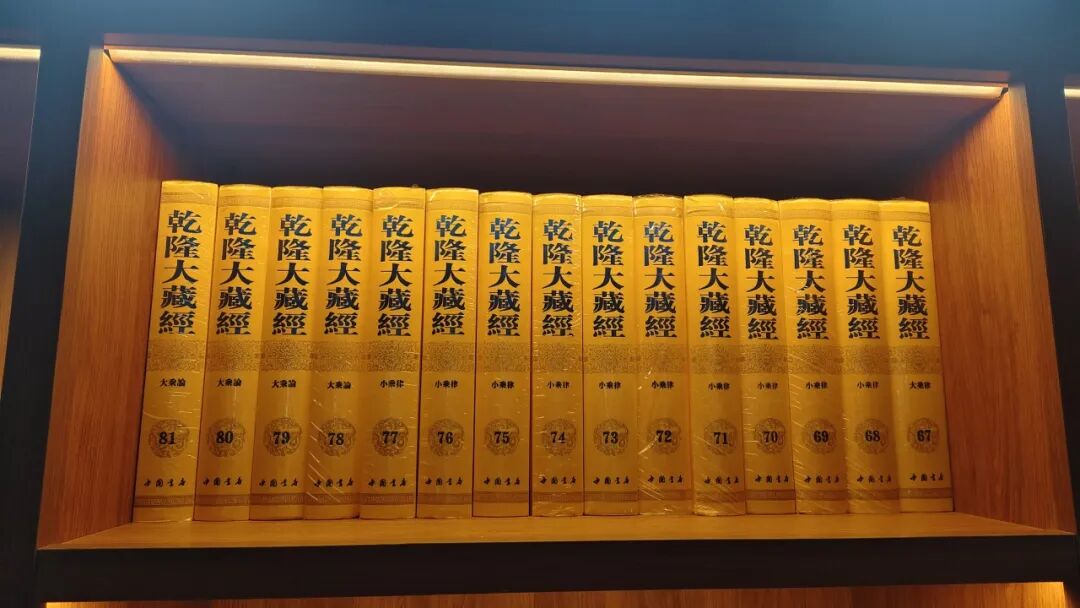 乾隆大藏經
大乘論
81
中國書店
乾隆大藏經
大乘論
80
中國書店
乾隆大藏經
大乘論
79
中國書店
乾隆大藏經
大乘論
78
中國書店
乾隆大藏經
小乘律
77
中國書店
乾隆大藏經
小乘律
76
中國書店
乾隆大藏經
小乘律
75
中國書店
乾隆大藏經
小乘律
74
中國書店
乾隆大藏經
小乘律
73
中國書店
乾隆大藏經
小乘律
72
中國書店
乾隆大藏經
小乘律
71
中國書店
乾隆大藏經
小乘律
70
中國書店
乾隆大藏經
小乘律
69
中國書店
乾隆大藏經
小乘律
68
中國書店
乾隆大藏經
大乘律
67
中國書店